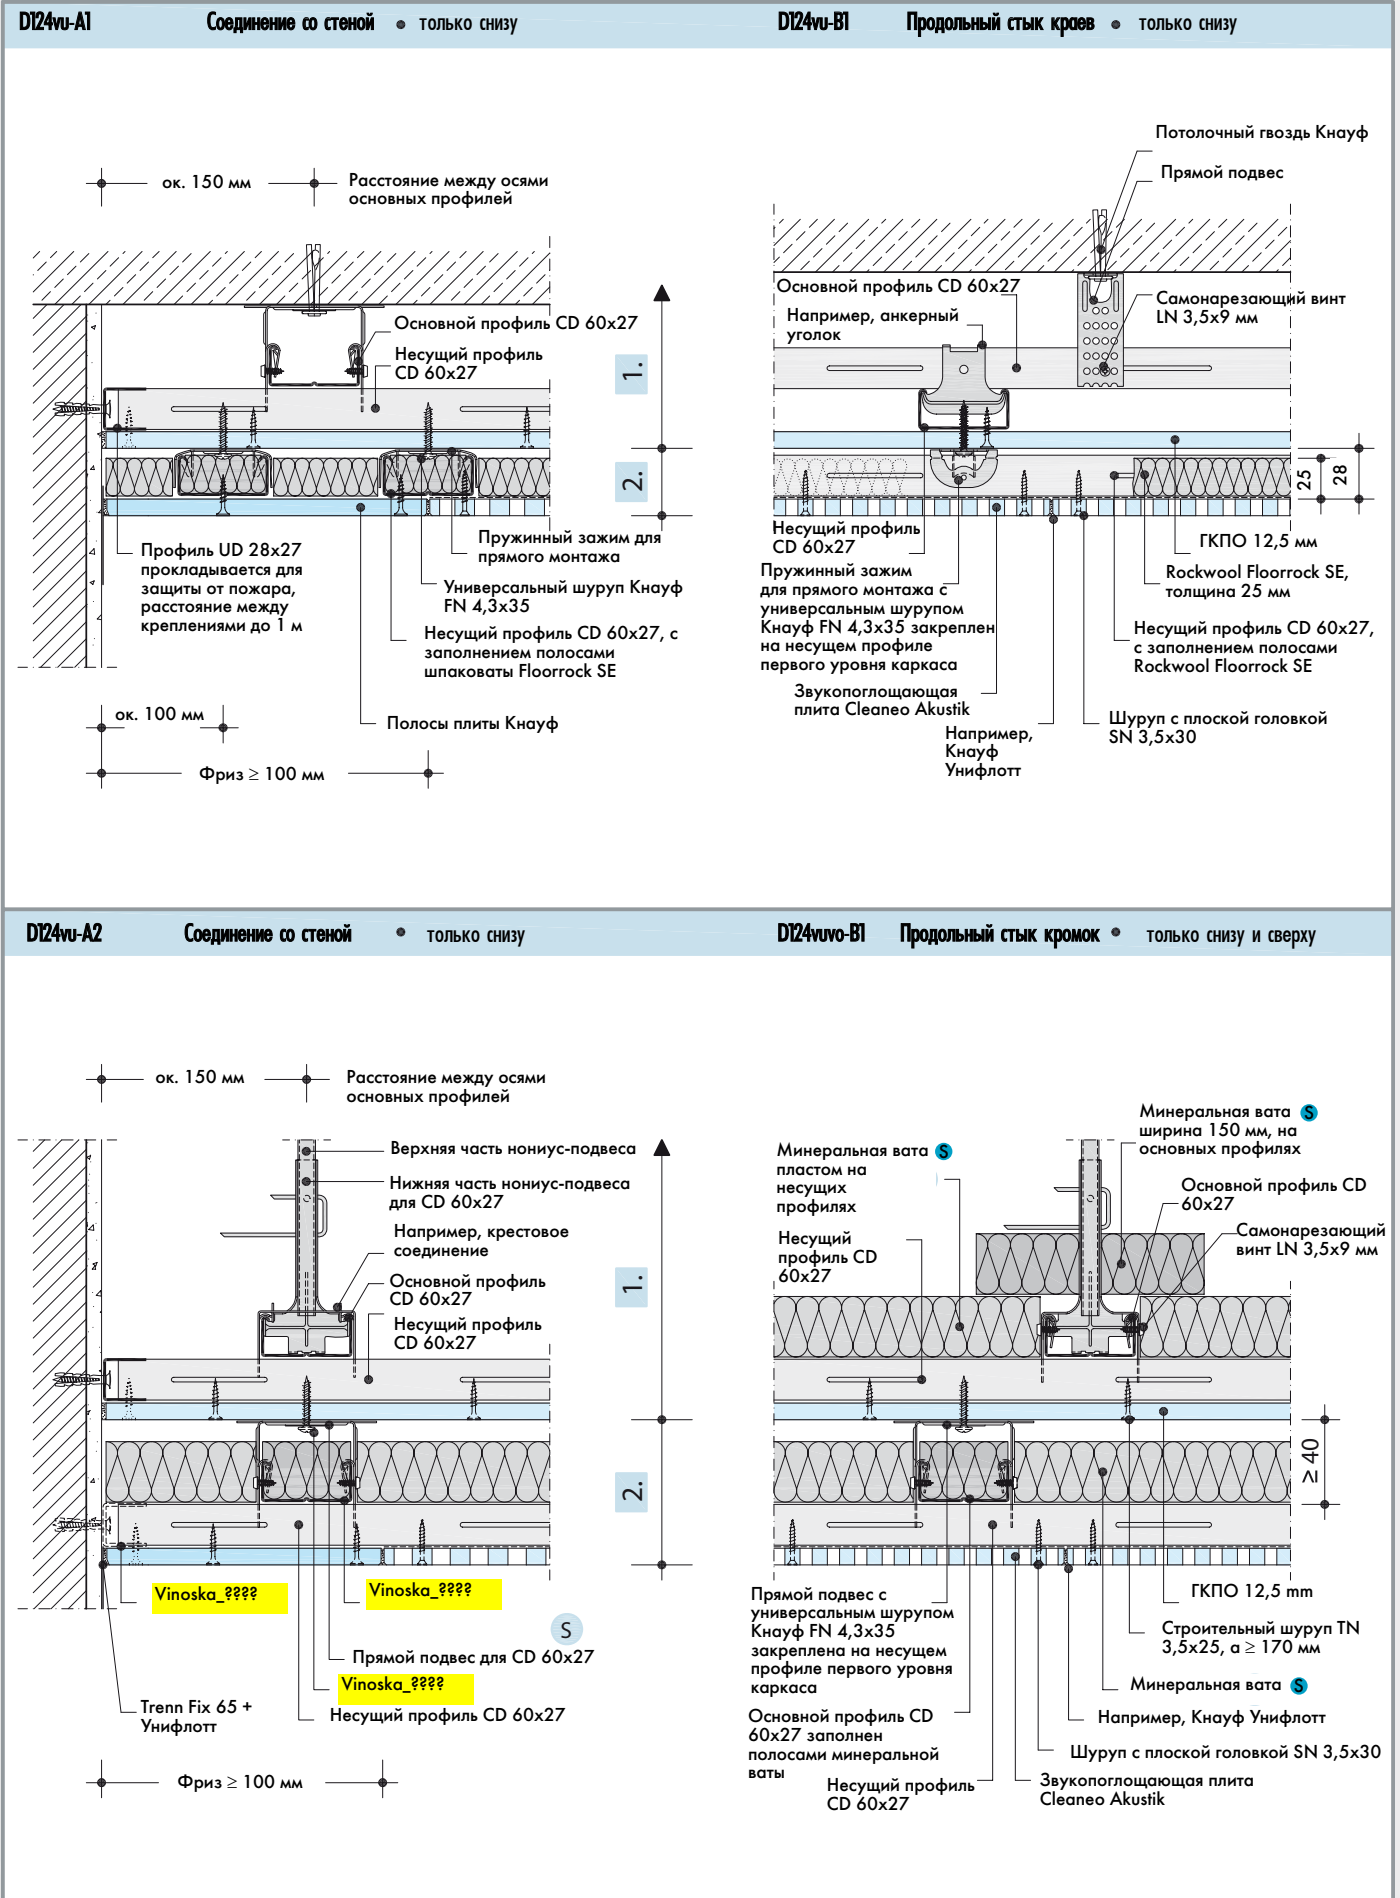 D124vu-A1 Соединение со стеной • только снизу
ок. 150 мм
Расстояние между осями
основных профилей
Основной профиль CD 60x27
Несущий профиль
CD 60x27
1.
2.
Профиль UD 28x27
прокладывается для
защиты от пожара,
расстояние между
креплениями до 1 м
Пружинный зажим для
прямого монтажа
Универсальный шуруп Кнауф
FN 4,3x35
Несущий профиль CD 60x27, с
заполнением полосами
шпаковаты Floorrock SE
Полосы плиты Кнауф
ок. 100 мм
Фриз ≥ 100 мм
D124vu-B1 Продольный стык краев • только снизу
Потолочный гвоздь Кнауф
Прямой подвес
Основной профиль CD 60x27
Например, анкерный
уголок
Самонарезающий винт
LN 3,5x9 мм
25
28
Несущий профиль
CD 60x27
Пружинный зажим
для прямого монтажа с
универсальным шурупом
Кнауф FN 4,3x35 закреплен
на несущем профиле
первого уровня каркаса
Звукопоглощающая
плита Cleaneo Akustik
Например,
Кнауф
Унифлотт
ГКПО 12,5 мм
Rockwool Floorrock SE,
толщина 25 мм
Несущий профиль CD 60x27,
с заполнением полосами
Rockwool Floorrock SE
Шуруп с плоской головкой
SN 3,5x30
D124vu-A2 Соединение со стеной • только снизу
ок. 150 мм
Расстояние между осями
основных профилей
Верхняя часть нониус-подвеса
Нижняя часть нониус-подвеса
для CD 60x27
Например, крестовое
соединение
Основной профиль
CD 60x27
Несущий профиль
CD 60x27
1.
2.
Vinoska_????
Vinoska_????
S
Прямой подвес для CD 60x27
Vinoska_????
Несущий профиль CD 60x27
Trenn Fix 65 +
Унифлотт
Фриз ≥ 100 мм
D124vuvo-B1 Продольный стык кромок • только снизу и сверху
Минеральная вата S
ширина 150 мм, на
основных профилях
Минеральная вата S
пластом на
несущих
профилях
Основной профиль CD
60x27
Несущий
профиль CD
60x27
Самонарезающий
винт LN 3,5x9 мм
≥ 40
Прямой подвес с
универсальным шурупом
Кнауф FN 4,3x35
закреплена на несущем
профиле первого уровня
каркаса
Основной профиль CD
60x27 заполнен
полосами минеральной
ваты
Несущий профиль
CD 60x27
ГКПО 12,5 mm
Строительный шуруп TN
3,5x25, a ≥ 170 мм
Минеральная вата S
Например, Кнауф Унифлотт
Шуруп с плоской головкой SN 3,5x30
Звукопоглощающая плита
Cleaneo Akustik